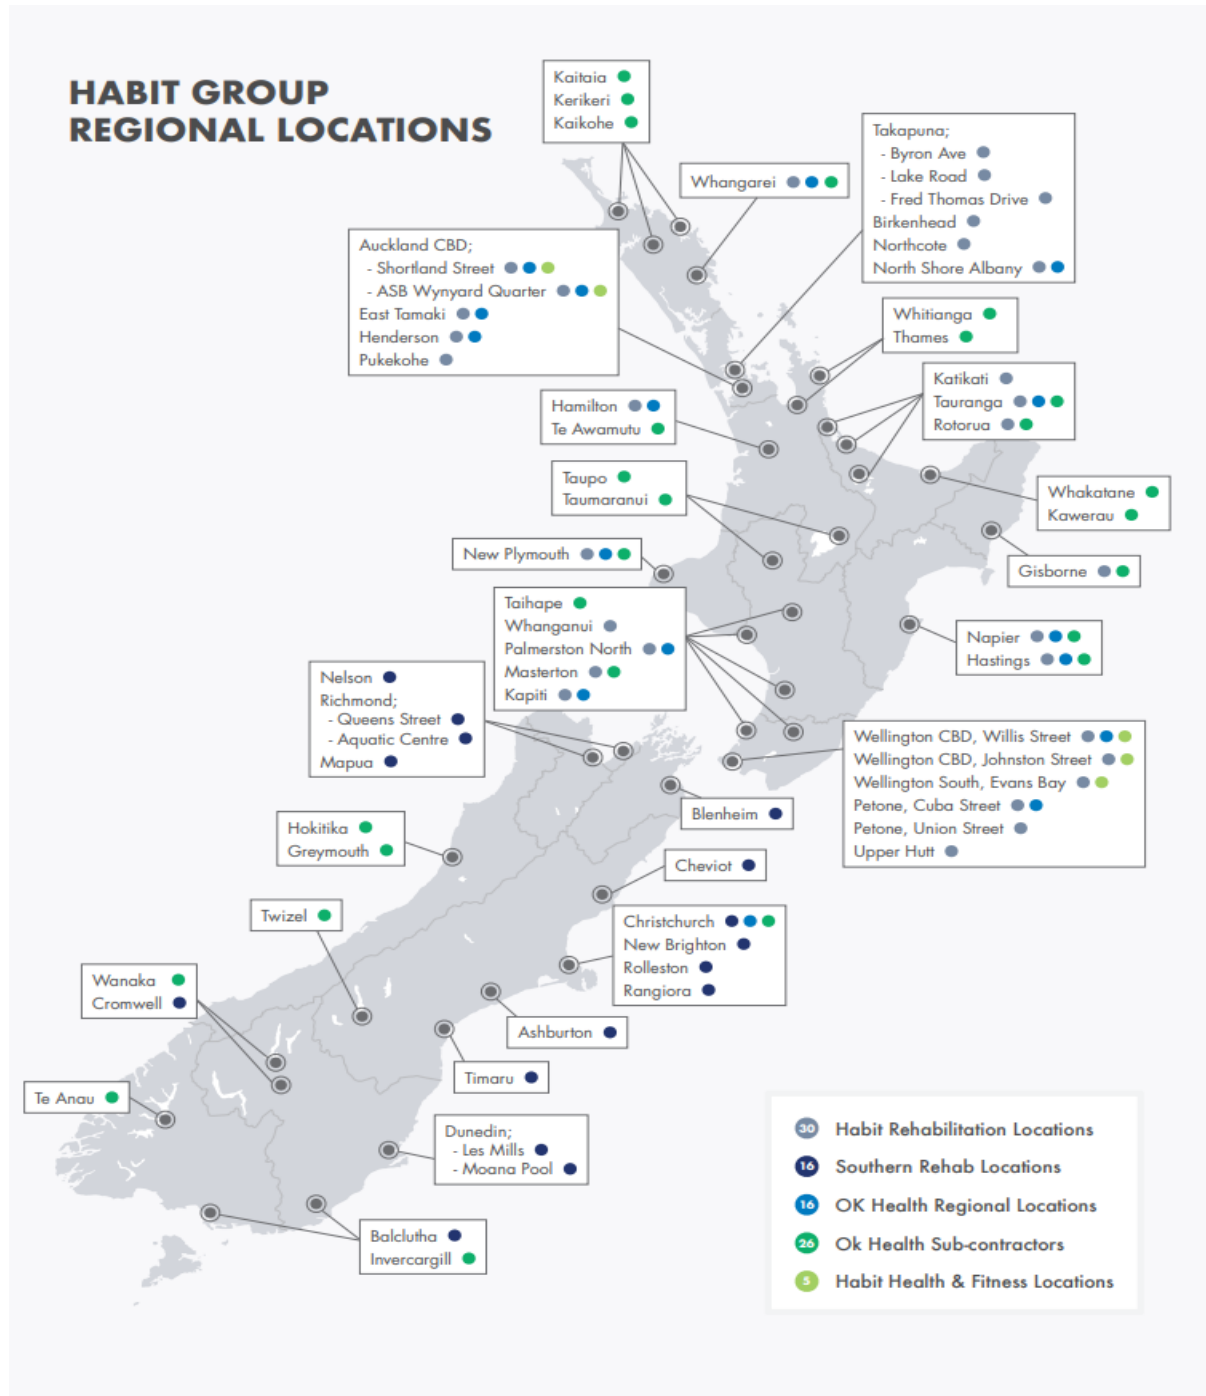 HABIT GROUP
REGIONAL LOCATIONS
Kaitaia
Kerikeri
Kaikohe
Whangarei
Takapuna;
- Byron Ave
- Lake Road
- Fred Thomas Drive
Birkenhead
Northcote
North Shore Albany
Auckland CBD;
- Shortland Street
- ASB Wynyard Quarter
East Tamaki
Henderson
Pukekohe
Whitianga
Thames
Katikati
Tauranga
Rotorua
Hamilton
Te Awamutu
Taupo
Taumaranui
Whakatane
Kawerau
New Plymouth
Gisborne
Taihape
Whanganui
Palmerston North
Masterton
Kapiti
Napier
Hastings
Nelson
Richmond;
- Queens Street
- Aquatic Centre
Mapua
Wellington CBD, Willis Street
Wellington CBD, Johnston Street
Wellington South, Evans Bay
Petone, Cuba Street
Petone, Union Street
Upper Hutt
Blenheim
Hokitika
Greymouth
Cheviot
Twizel
Christchurch
New Brighton
Rolleston
Rangiora
Wanaka
Cromwell
Ashburton
Timaru
Te Anau
Dunedin;
- Les Mills
- Moana Pool
Balclutha
Invercargill
30 Habit Rehabilitation Locations
16 Southern Rehab Locations
16 OK Health Regional Locations
26 Ok Health Sub-contractors
5 Habit Health & Fitness Locations